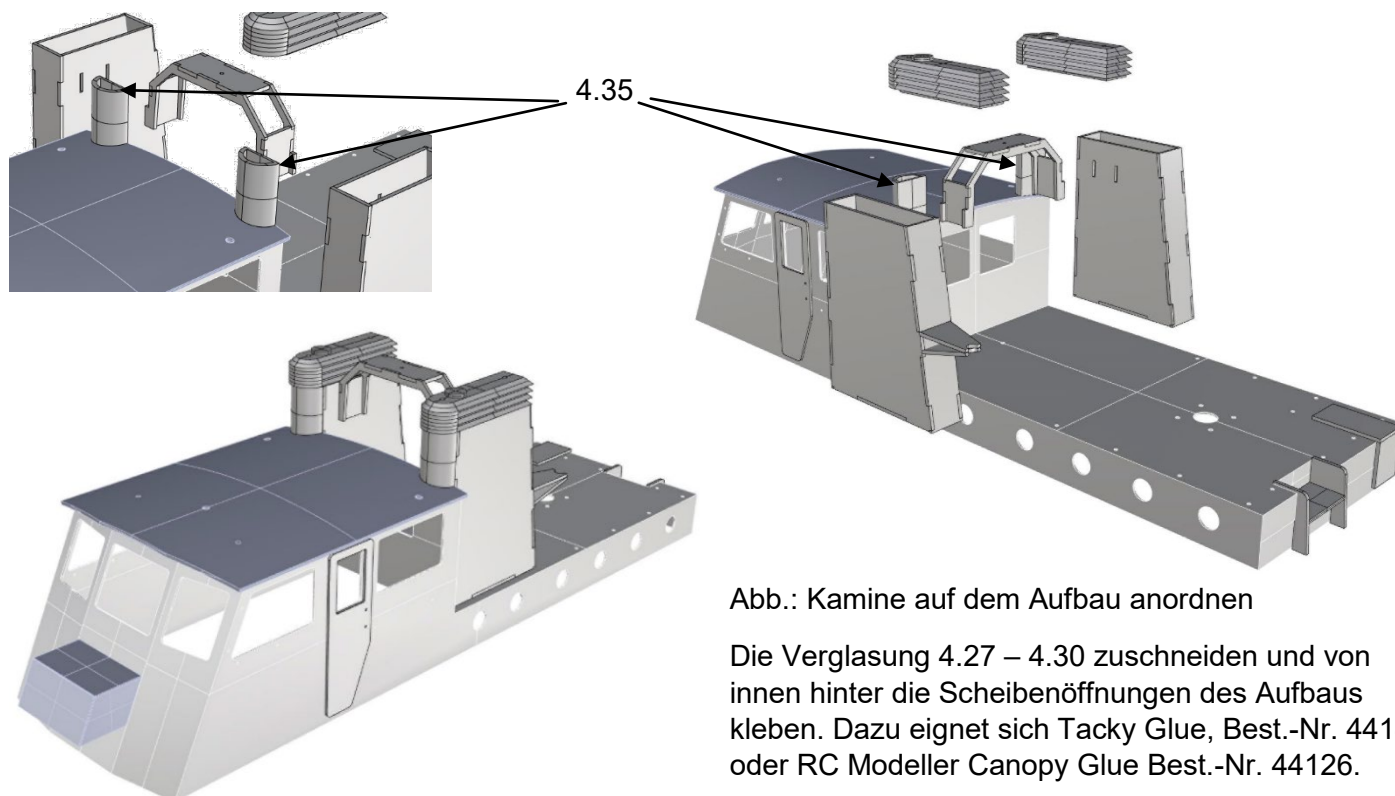 4.35
Abb.: Kamine auf dem Aufbau anordnen
Die Verglasung 4.27 – 4.30 zuschneiden und von
innen hinter die Scheibenöffnungen des Aufbaus
kleben. Dazu eignet sich Tacky Glue, Best.-Nr. 441
oder RC Modeller Canopy Glue Best.-Nr. 44126.